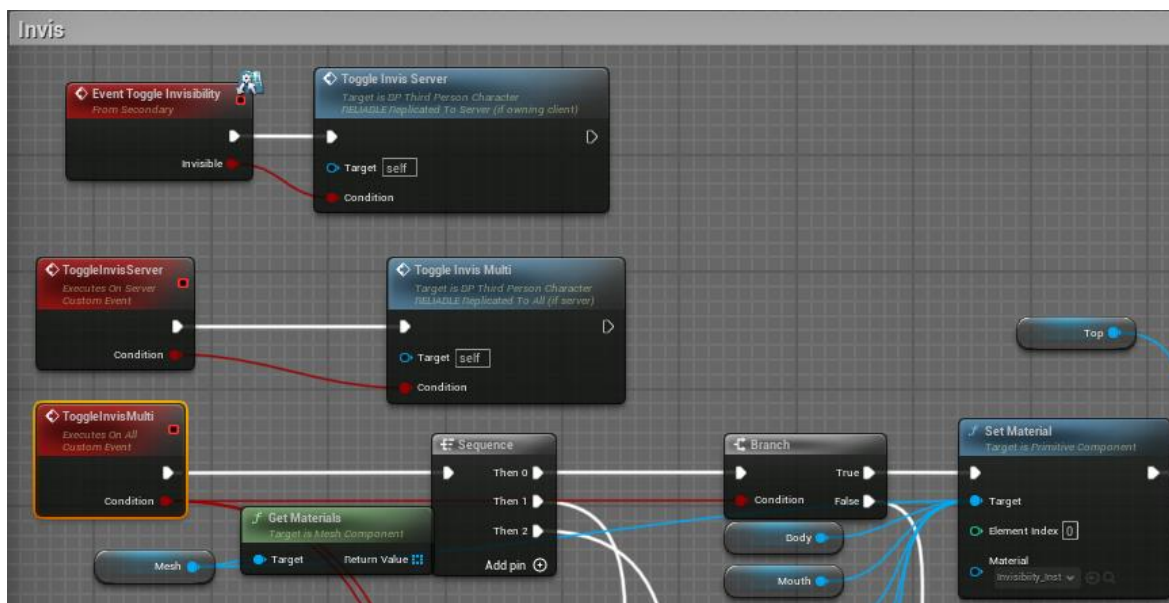 Invis
Event Toggle Invisibility
From Secondary
Invisible
Toggle Invis Server
Target is BP Third Person Character
RELIABLE Replicated To Server (if owning client)
Target self
Condition
ToggleInvisServer
Executes On Server
Custom Event
Condition
Toggle Invis Multi
Target is BP Third Person Character
RELIABLE Replicated To All (if server)
Target self
Condition
Top
ToggleInvisMulti
Executes On All
Custom Event
Condition
Mesh
Get Materials
Target is Mesh Component
Target Return Value
Sequence
Then 0
Then 1
Then 2
Add pin
Branch
True
Condition False
Body
Mouth
Set Material
Target is Primitive Component
Target
Element Index 0
Material
Invisibiity_Inst